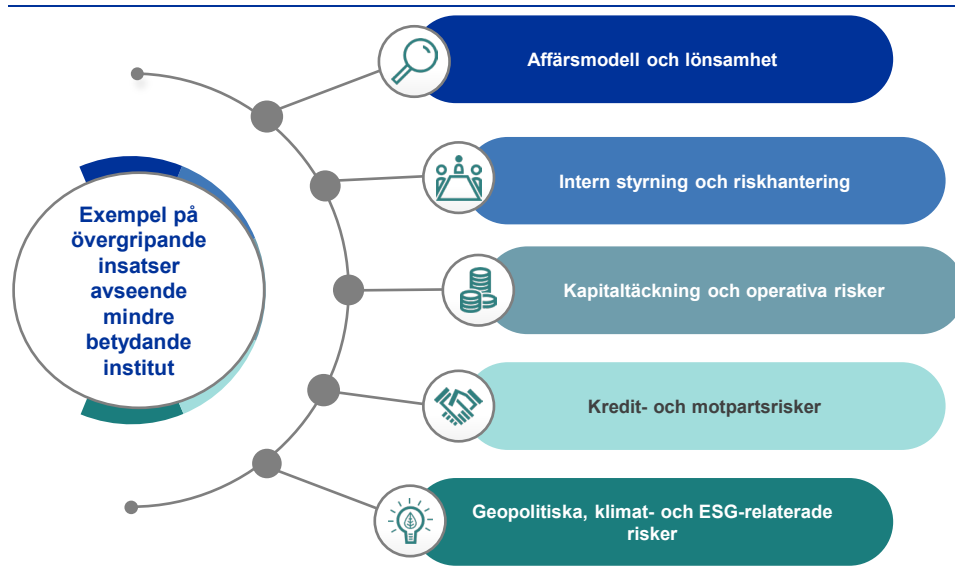 Affärsmodell och lönsamhet
Intern styrning och riskhantering
Exempel på
övergripande
insatser
avseende
mindre
betydande
institut
Kapitaltäckning och operativa risker
Kredit- och motpartsrisker
Geopolitiska, klimat- och ESG-relaterade
risker